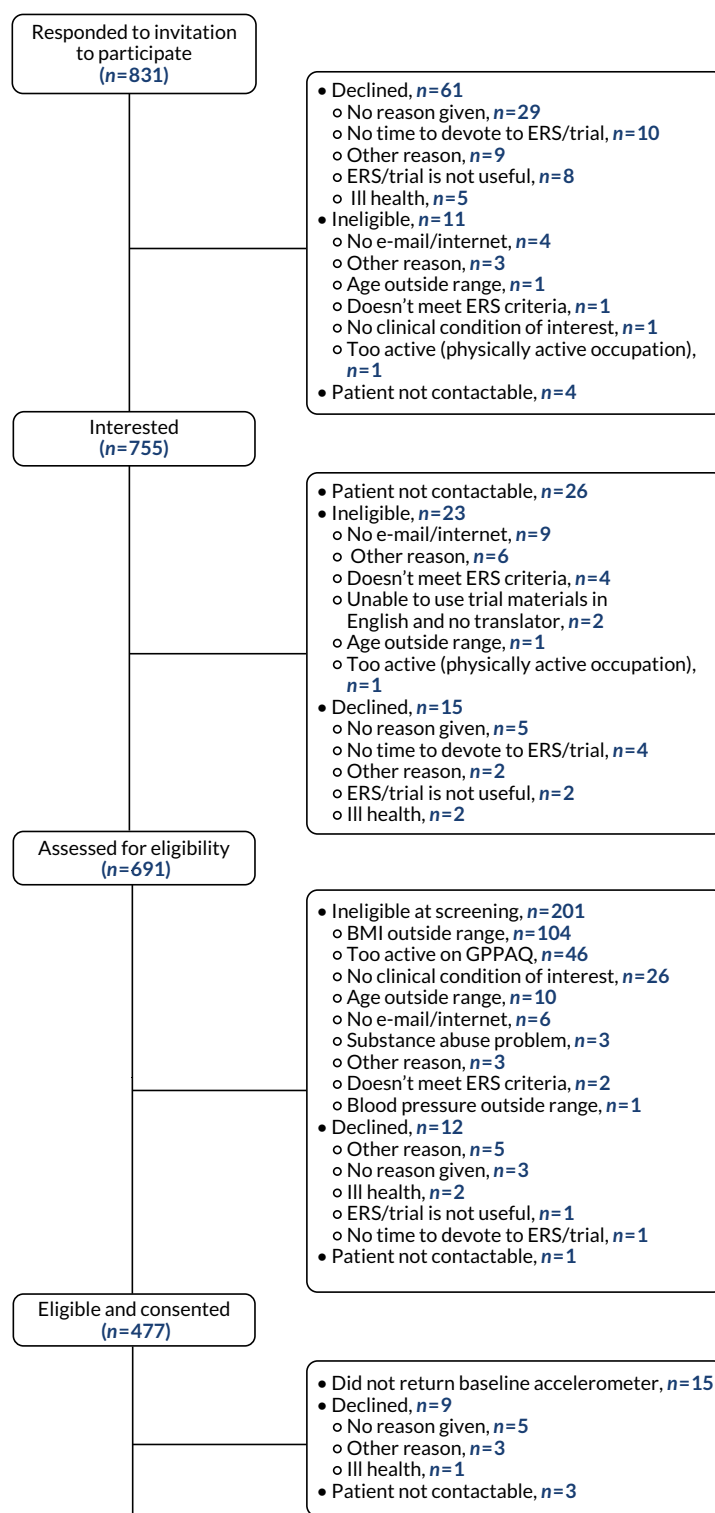 Responded to invitation
to participate
(n=831)
• Declined, n=61
○ No reason given, n=29
○ No time to devote to ERS/trial, n=10
○ Other reason, n=9
○ ERS/trial is not useful, n=8
○ Ill health, n=5
• Ineligible, n=11
○ No e-mail/internet, n=4
○ Other reason, n=3
○ Age outside range, n=1
○ Doesn't meet ERS criteria, n=1
○ No clinical condition of interest, n=1
○ Too active (physically active occupation),
n=1
• Patient not contactable, n=4
Interested
(n=755)
• Patient not contactable, n=26
• Ineligible, n=23
○ No e-mail/internet, n=9
○ Other reason, n=6
○ Doesn't meet ERS criteria, n=4
○ Unable to use trial materials in
English and no translator, n=2
○ Age outside range, n=1
○ Too active (physically active occupation),
n=1
• Declined, n=15
○ No reason given, n=5
○ No time to devote to ERS/trial, n=4
○ Other reason, n=2
○ ERS/trial is not useful, n=2
○ Ill health, n=2
Assessed for eligibility
(n=691)
• Ineligible at screening, n=201
○ BMI outside range, n=104
○ Too active on GPPAQ, n=46
○ No clinical condition of interest, n=26
○ Age outside range, n=10
○ No e-mail/internet, n=6
○ Substance abuse problem, n=3
○ Other reason, n=3
○ Doesn't meet ERS criteria, n=2
○ Blood pressure outside range, n=1
• Declined, n=12
○ Other reason, n=5
○ No reason given, n=3
○ Ill health, n=2
○ ERS/trial is not useful, n=1
○ No time to devote to ERS/trial, n=1
• Patient not contactable, n=1
Eligible and consented
(n=477)
• Did not return baseline accelerometer, n=15
• Declined, n=9
○ No reason given, n=5
○ Other reason, n=3
○ Ill health, n=1
• Patient not contactable, n=3